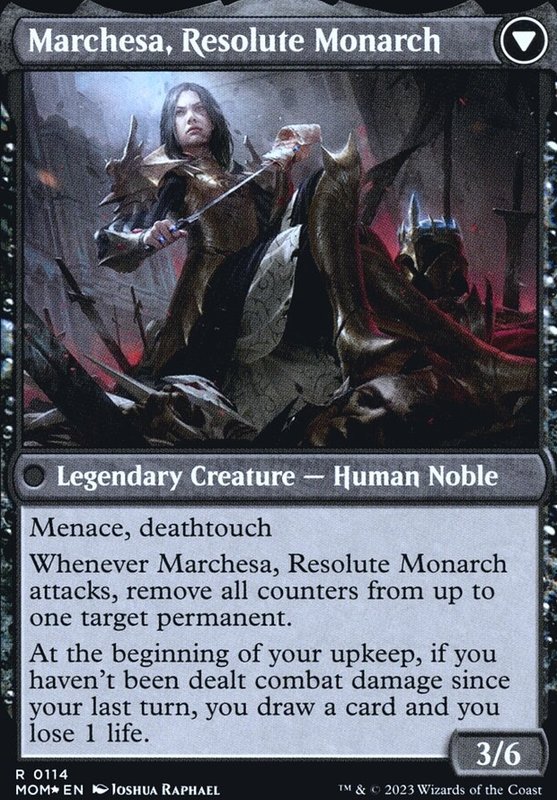 Marchesa, Resolute Monarch
Legendary Creature — Human Noble
Menace, deathtouch
Whenever Marchesa, Resolute Monarch
attacks, remove all counters from up to
one target permanent.
At the beginning of your upkeep, if you
haven't been dealt combat damage since
your last turn, you draw a card and you
lose 1 life.
3/6
R 0114
MOM★EN Joshua Raphael
™ & © 2023 Wizards of the Coast